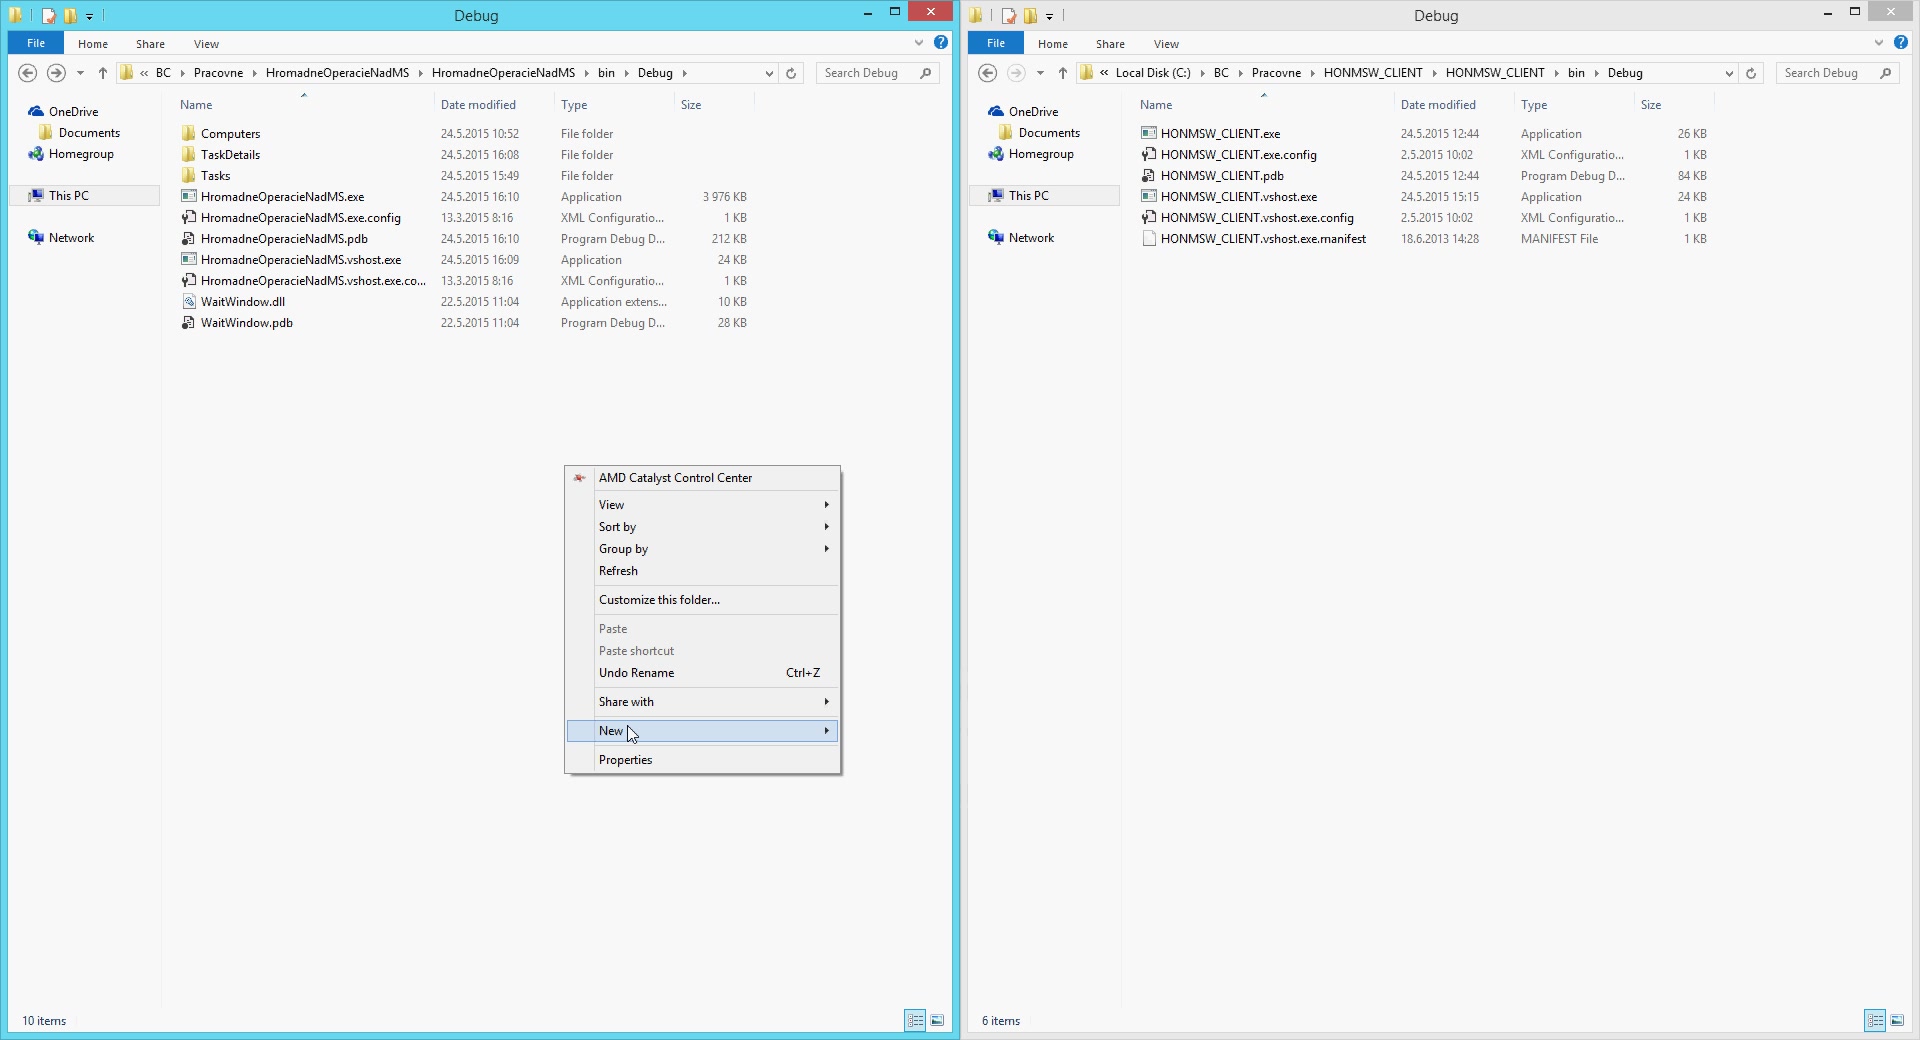 Debug
File Home Share View
« BC Pracovne HromadneOperacieNadMS HromadneOperacieNadMS bin Debug
Search Debug
OneDrive
Documents
Homegroup
This PC
Network
Name Date modified Type Size
Computers 24.5.2015 10:52 File folder
TaskDetails 24.5.2015 16:08 File folder
Tasks 24.5.2015 15:49 File folder
HromadneOperacieNadMS.exe 24.5.2015 16:10 Application 3 976 KB
HromadneOperacieNadMS.exe.config 13.3.2015 8:16 XML Configuratio... 1 KB
HromadneOperacieNadMS.pdb 24.5.2015 16:10 Program Debug D... 212 KB
HromadneOperacieNadMS.vshost.exe 24.5.2015 16:09 Application 24 KB
HromadneOperacieNadMS.vshost.exe.co... 13.3.2015 8:16 XML Configuratio... 1 KB
WaitWindow.dll 22.5.2015 11:04 Application extens... 10 KB
WaitWindow.pdb 22.5.2015 11:04 Program Debug D... 28 KB
AMD Catalyst Control Center
View
Sort by
Group by
Refresh
Customize this folder...
Paste
Paste shortcut
Undo Rename Ctrl+Z
Share with
New
Properties
10 items
Debug
File Home Share View
« Local Disk (C:) BC Pracovne HONMSW_CLIENT HONMSW_CLIENT bin Debug
Search Debug
OneDrive
Documents
Homegroup
This PC
Network
Name Date modified Type Size
HONMSW_CLIENT.exe 24.5.2015 12:44 Application 26 KB
HONMSW_CLIENT.exe.config 2.5.2015 10:02 XML Configuratio... 1 KB
HONMSW_CLIENT.pdb 24.5.2015 12:44 Program Debug D... 84 KB
HONMSW_CLIENT.vshost.exe 24.5.2015 15:15 Application 24 KB
HONMSW_CLIENT.vshost.exe.config 2.5.2015 10:02 XML Configuratio... 1 KB
HONMSW_CLIENT.vshost.exe.manifest 18.6.2013 14:28 MANIFEST File 1 KB
6 items